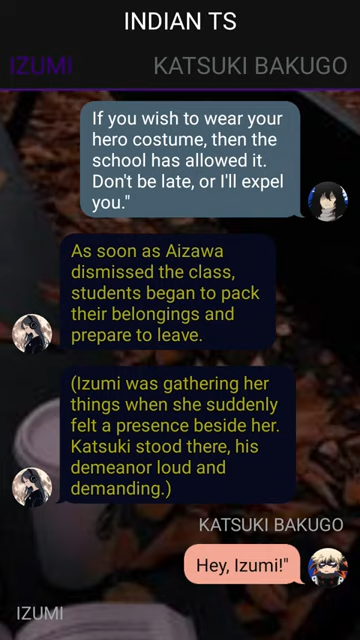 INDIAN TS
IZUMI
KATSUKI BAKUGO
If you wish to wear your
hero costume, then the
school has allowed it.
Don't be late, or I'll expel
you."
As soon as Aizawa
dismissed the class,
students began to pack
their belongings and
prepare to leave.
(Izumi was gathering her
things when she suddenly
felt a presence beside her.
Katsuki stood there, his
demeanor loud and
demanding.)
KATSUKI BAKUGO
Hey, Izumi!"
IZUMI